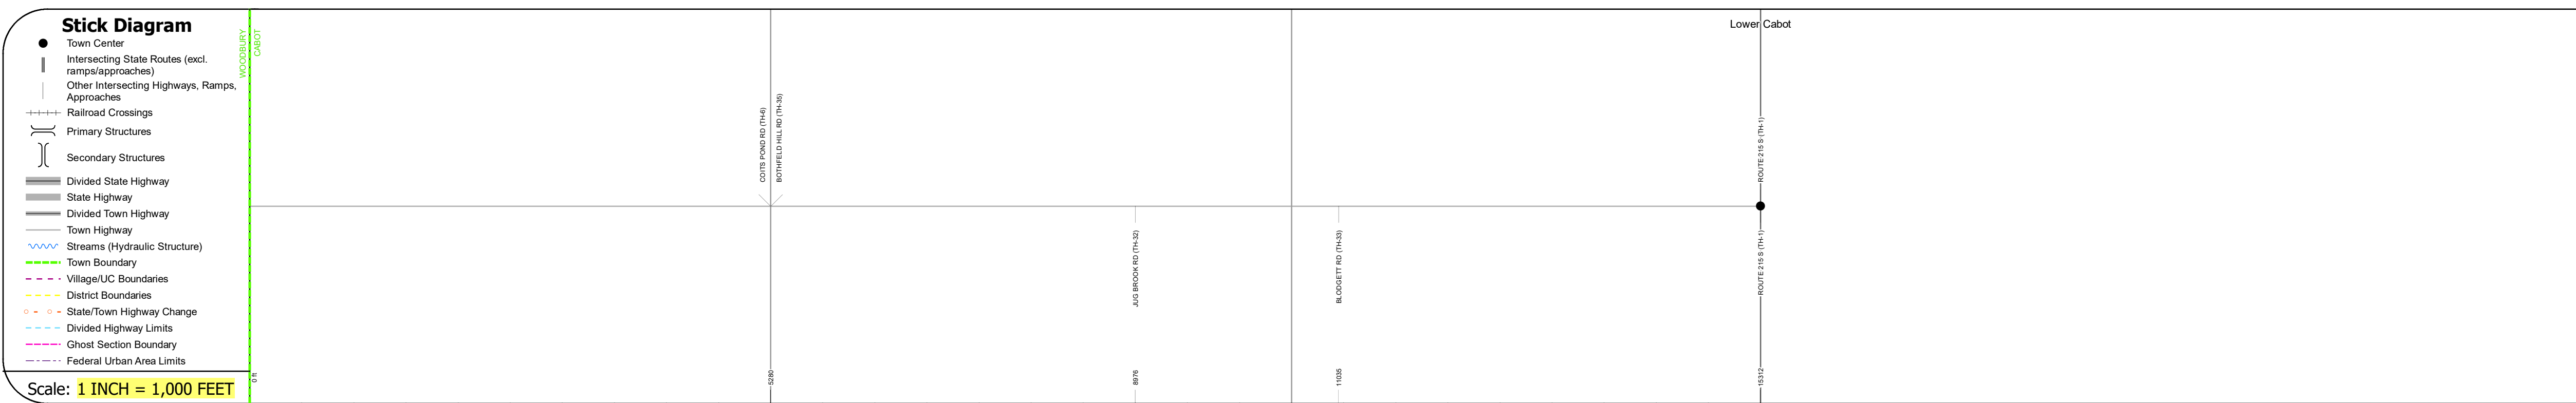 Stick Diagram
Town Center
Intersecting State Routes (excl.
ramps/approaches)
Other Intersecting Highways, Ramps,
Approaches
Railroad Crossings
Primary Structures
Secondary Structures
Divided State Highway
State Highway
Divided Town Highway
Town Highway
Streams (Hydraulic Structure)
Town Boundary
Village/UC Boundaries
District Boundaries
State/Town Highway Change
Divided Highway Limits
Ghost Section Boundary
Federal Urban Area Limits
Scale: 1 INCH = 1,000 FEET
WOODBURY
CABOT
0 ft
COITS POND RD (TH-6)
BOTHFELD HILL RD (TH-35)
5280
JUG BROOK RD (TH-32)
8976
BLODGETT RD (TH-33)
11035
Lower Cabot
ROUTE 215 S (TH-1)
ROUTE 215 S (TH-1)
15312